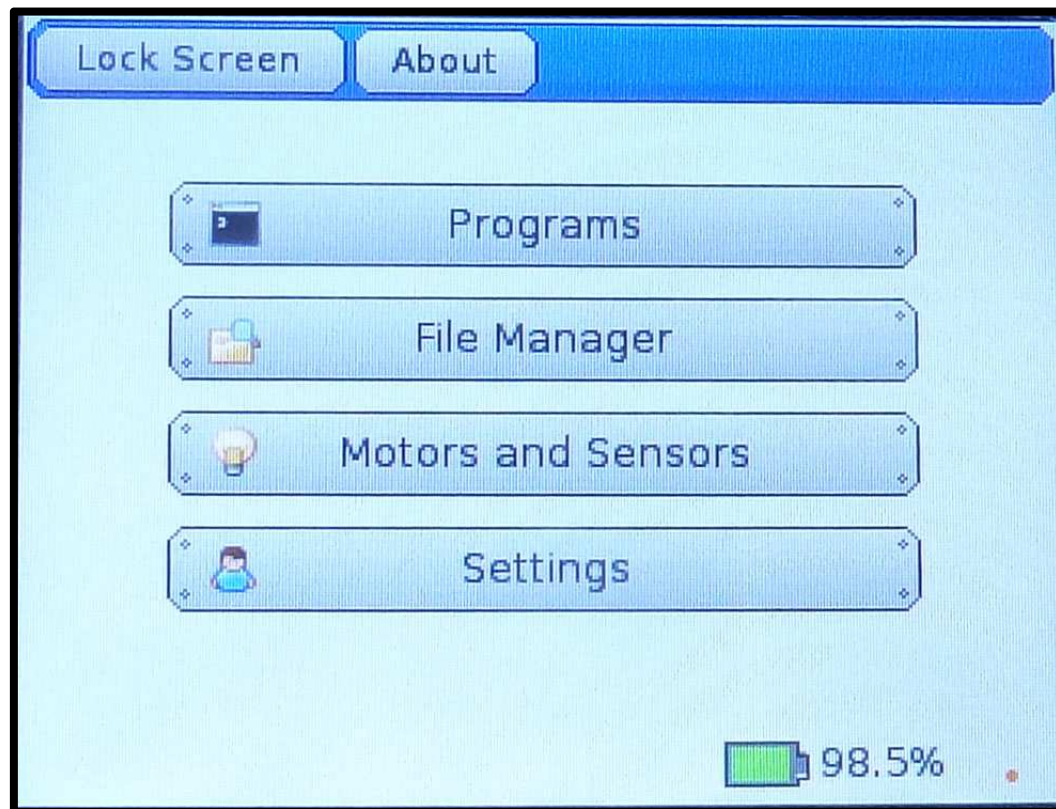 Lock Screen About
Programs
File Manager
Motors and Sensors
Settings
98.5%